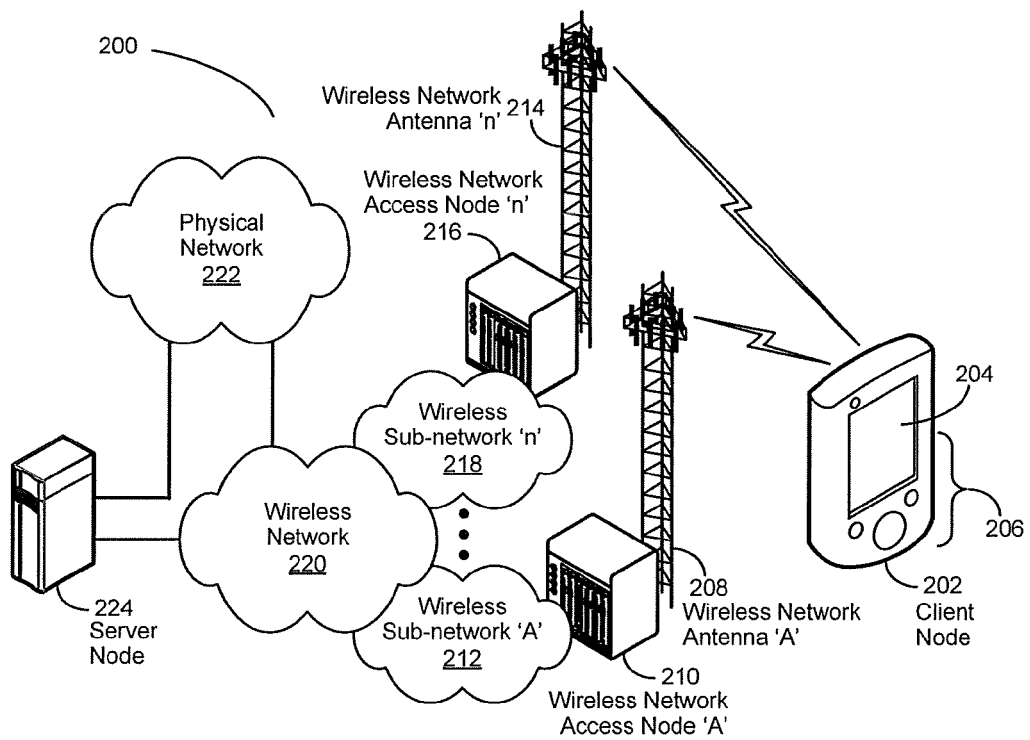 200
Wireless Network
Antenna ‘n’ 214
Wireless Network
Access Node ‘n’
216
Physical
Network
222
204
Wireless
Sub-network ‘n’
218
206
Wireless
Network
220
208
Wireless Network
Antenna ‘A’
202
Client
Node
224
Server
Node
Wireless
Sub-network ‘A’
212
210
Wireless Network
Access Node ‘A’